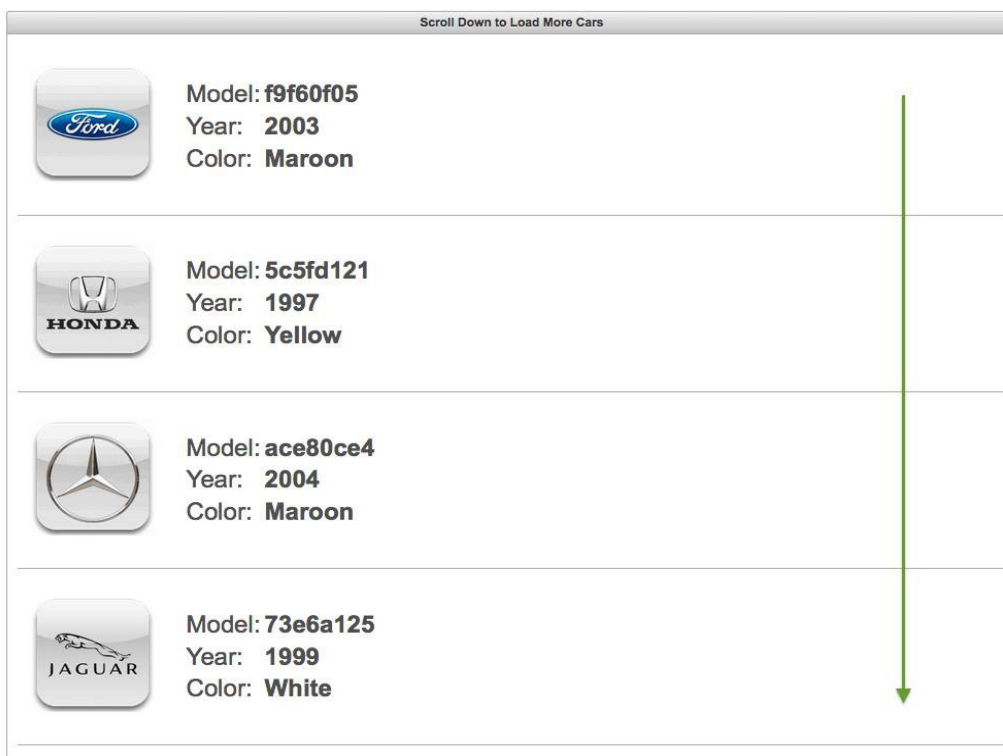 Scroll Down to Load More Cars
Ford
Model: f9f60f05
Year: 2003
Color: Maroon
HONDA
Model: 5c5fd121
Year: 1997
Color: Yellow
Model: ace80ce4
Year: 2004
Color: Maroon
JAGUAR
Model: 73e6a125
Year: 1999
Color: White